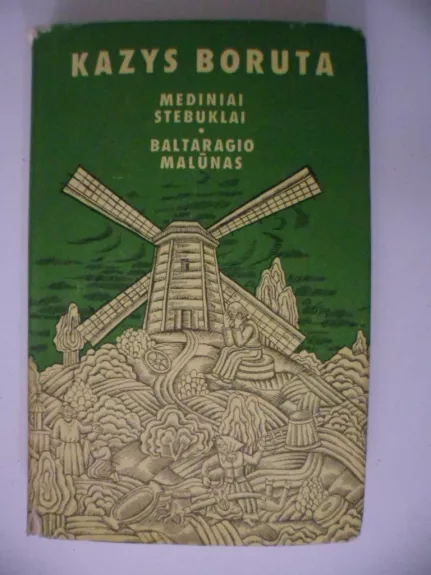 KAZYS BORUTA
MEDINIAI
STEBUKLAI
•
BALTARAGIO
MALŪNAS